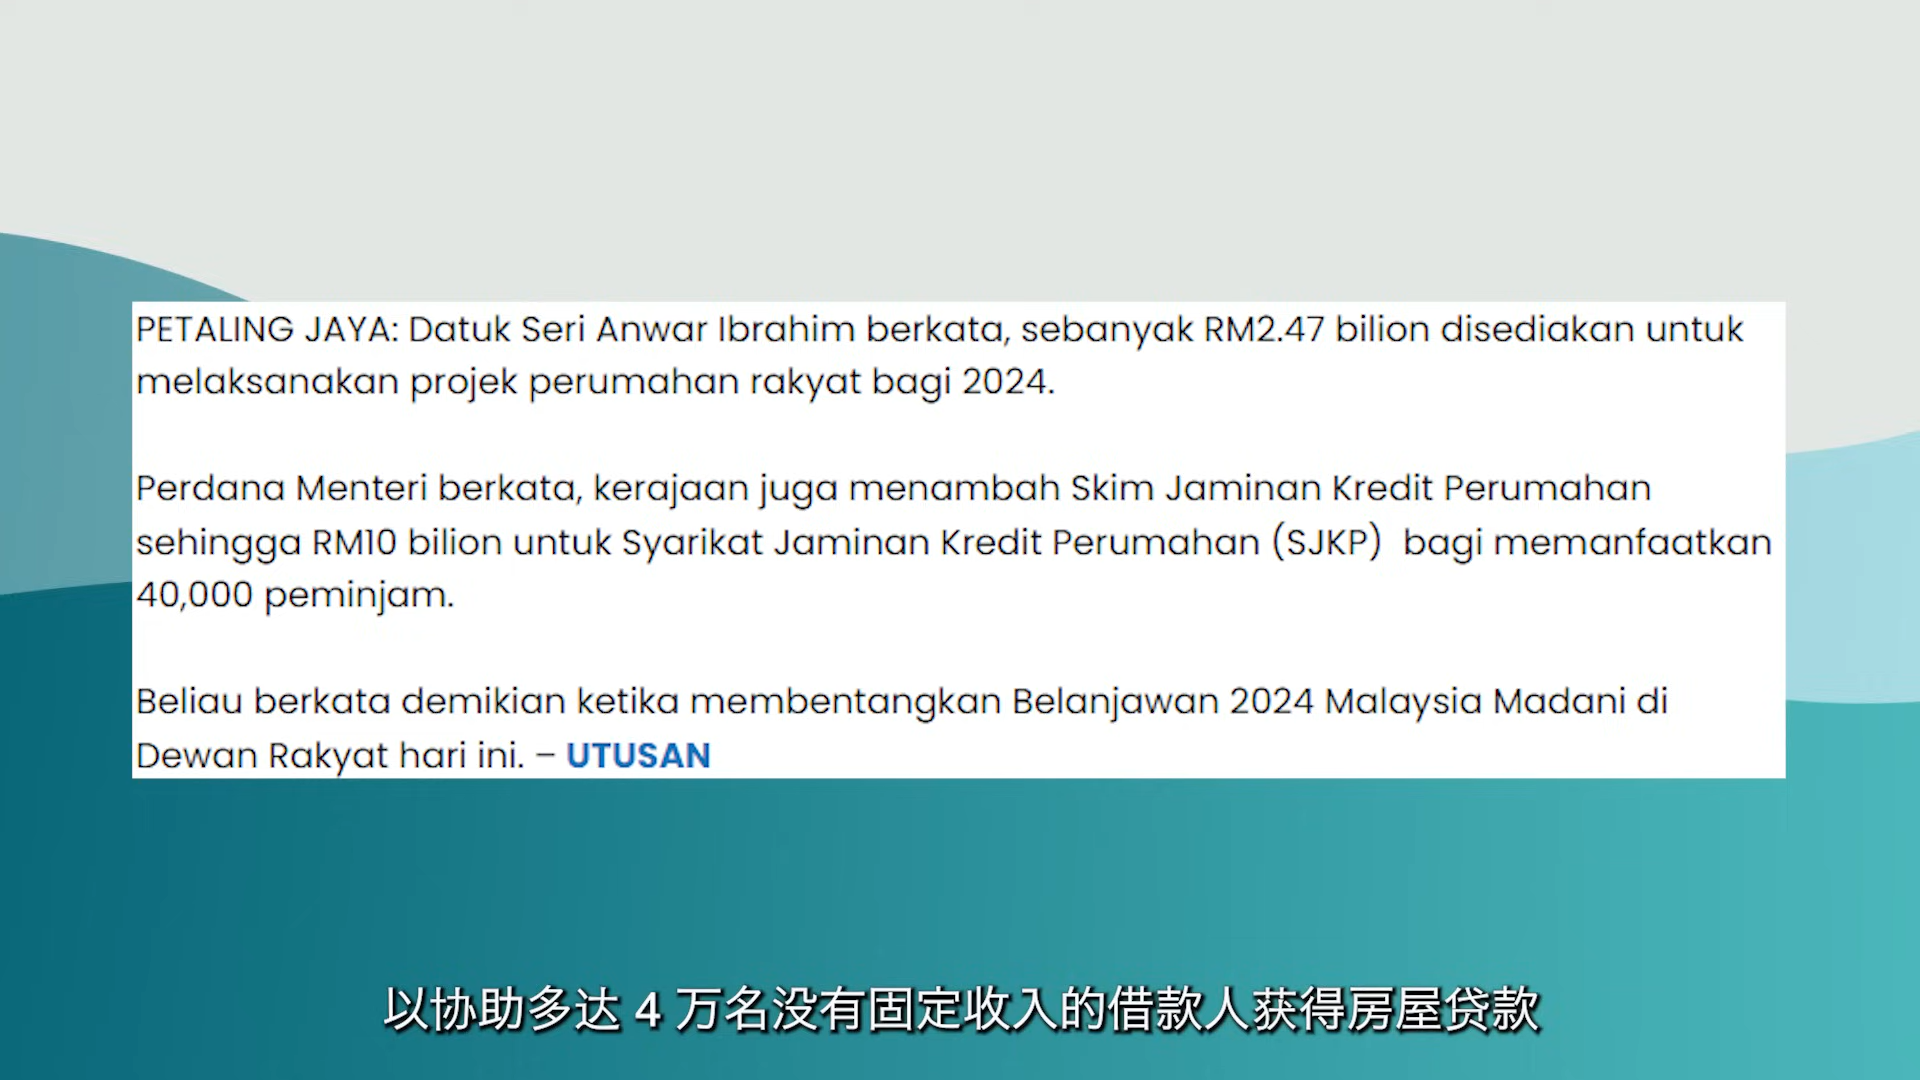 PETALING JAYA: Datuk Seri Anwar Ibrahim berkata, sebanyak RM2.47 bilion disediakan untuk
melaksanakan projek perumahan rakyat bagi 2024.
Perdana Menteri berkata, kerajaan juga menambah Skim Jaminan Kredit Perumahan
sehingga RM10 bilion untuk Syarikat Jaminan Kredit Perumahan (SJKP) bagi memanfaatkan
40,000 peminjam.
Beliau berkata demikian ketika membentangkan Belanjawan 2024 Malaysia Madani di
Dewan Rakyat hari ini. – UTUSAN
以协助多达 4 万名没有固定收入的借款人获得房屋贷款